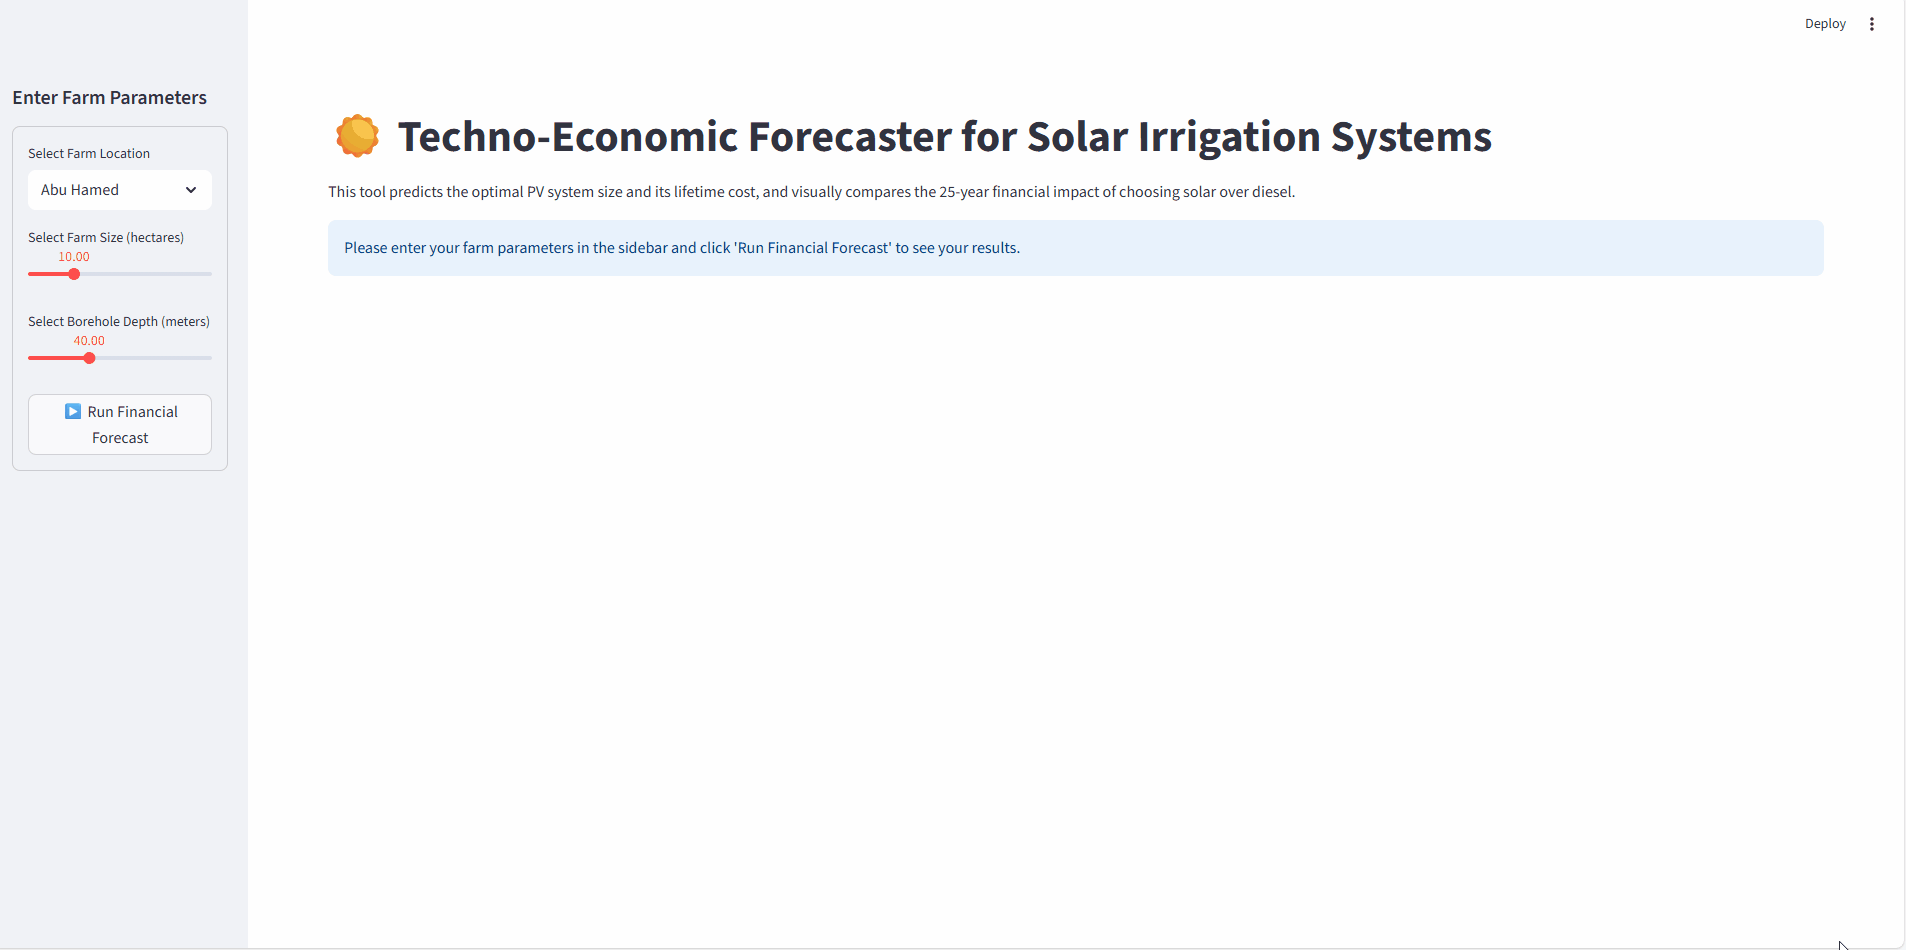 Deploy
Enter Farm Parameters
Select Farm Location
Abu Hamed
Select Farm Size (hectares)
10.00
Select Borehole Depth (meters)
40.00
Run Financial
Forecast
Techno-Economic Forecaster for Solar Irrigation Systems
This tool predicts the optimal PV system size and its lifetime cost, and visually compares the 25-year financial impact of choosing solar over diesel.
Please enter your farm parameters in the sidebar and click 'Run Financial Forecast' to see your results.